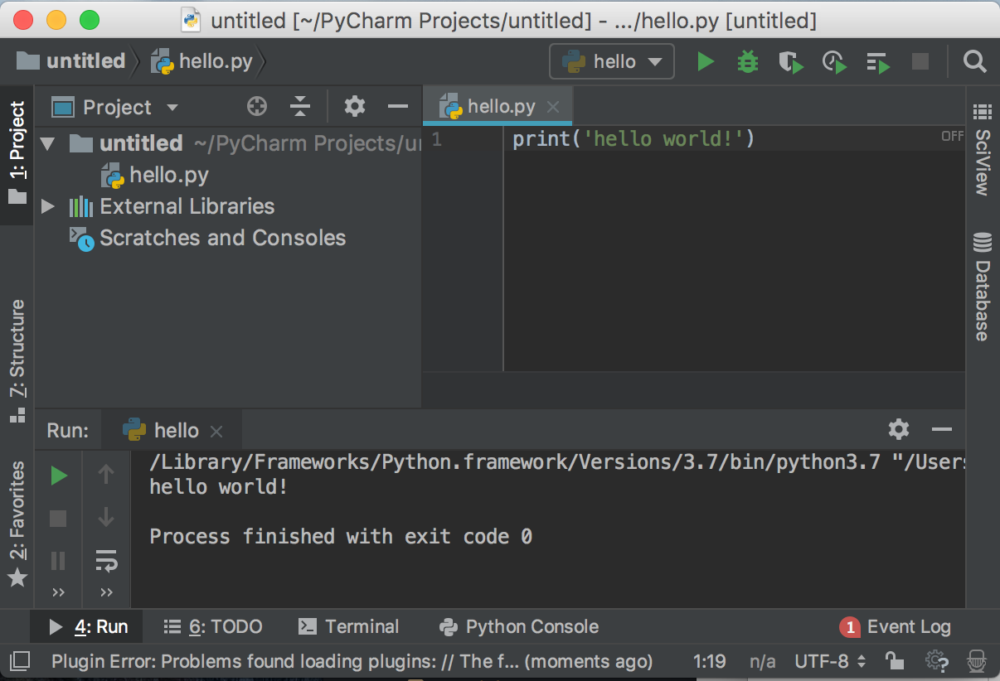 untitled [~/PyCharm Projects/untitled] - .../hello.py [untitled]
untitled hello.py hello
1: Project
Project
hello.py
untitled ~/PyCharm Projects/
hello.py
External Libraries
Scratches and Consoles
1 print('hello world!') OFF
SciView
Database
7: Structure
2: Favorites
Run: hello
/Library/Frameworks/Python.framework/Versions/3.7/bin/python3.7 "/Users
hello world!
Process finished with exit code 0
4: Run 6: TODO Terminal Python Console 1 Event Log
Plugin Error: Problems found loading plugins: // The f... (moments ago) 1:19 n/a UTF-8